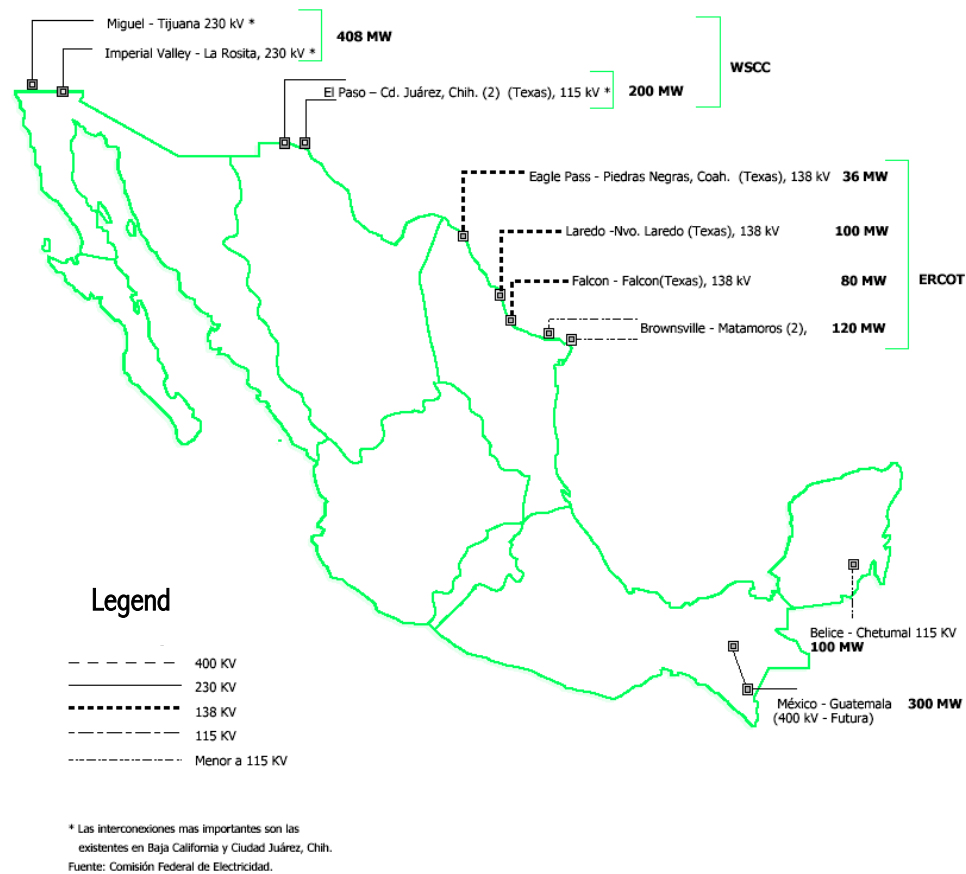 Miguel - Tijuana 230 kV *
408 MW
Imperial Valley - La Rosita, 230 kV *
WSCC
El Paso – Cd. Juárez, Chih. (2) (Texas), 115 kV *
200 MW
Eagle Pass - Piedras Negras, Coah. (Texas), 138 kV 36 MW
Laredo -Nvo. Laredo (Texas), 138 kV 100 MW
Falcon - Falcon(Texas), 138 kV 80 MW
ERCOT
Brownsville - Matamoros (2), 120 MW
Belice - Chetumal 115 KV
100 MW
México - Guatemala 300 MW
(400 kV - Futura)
Legend
400 KV
230 KV
138 KV
115 KV
Menor a 115 KV
* Las interconexiones mas importantes son las
existentes en Baja California y Ciudad Juárez, Chih.
Fuente: Comisión Federal de Electricidad.